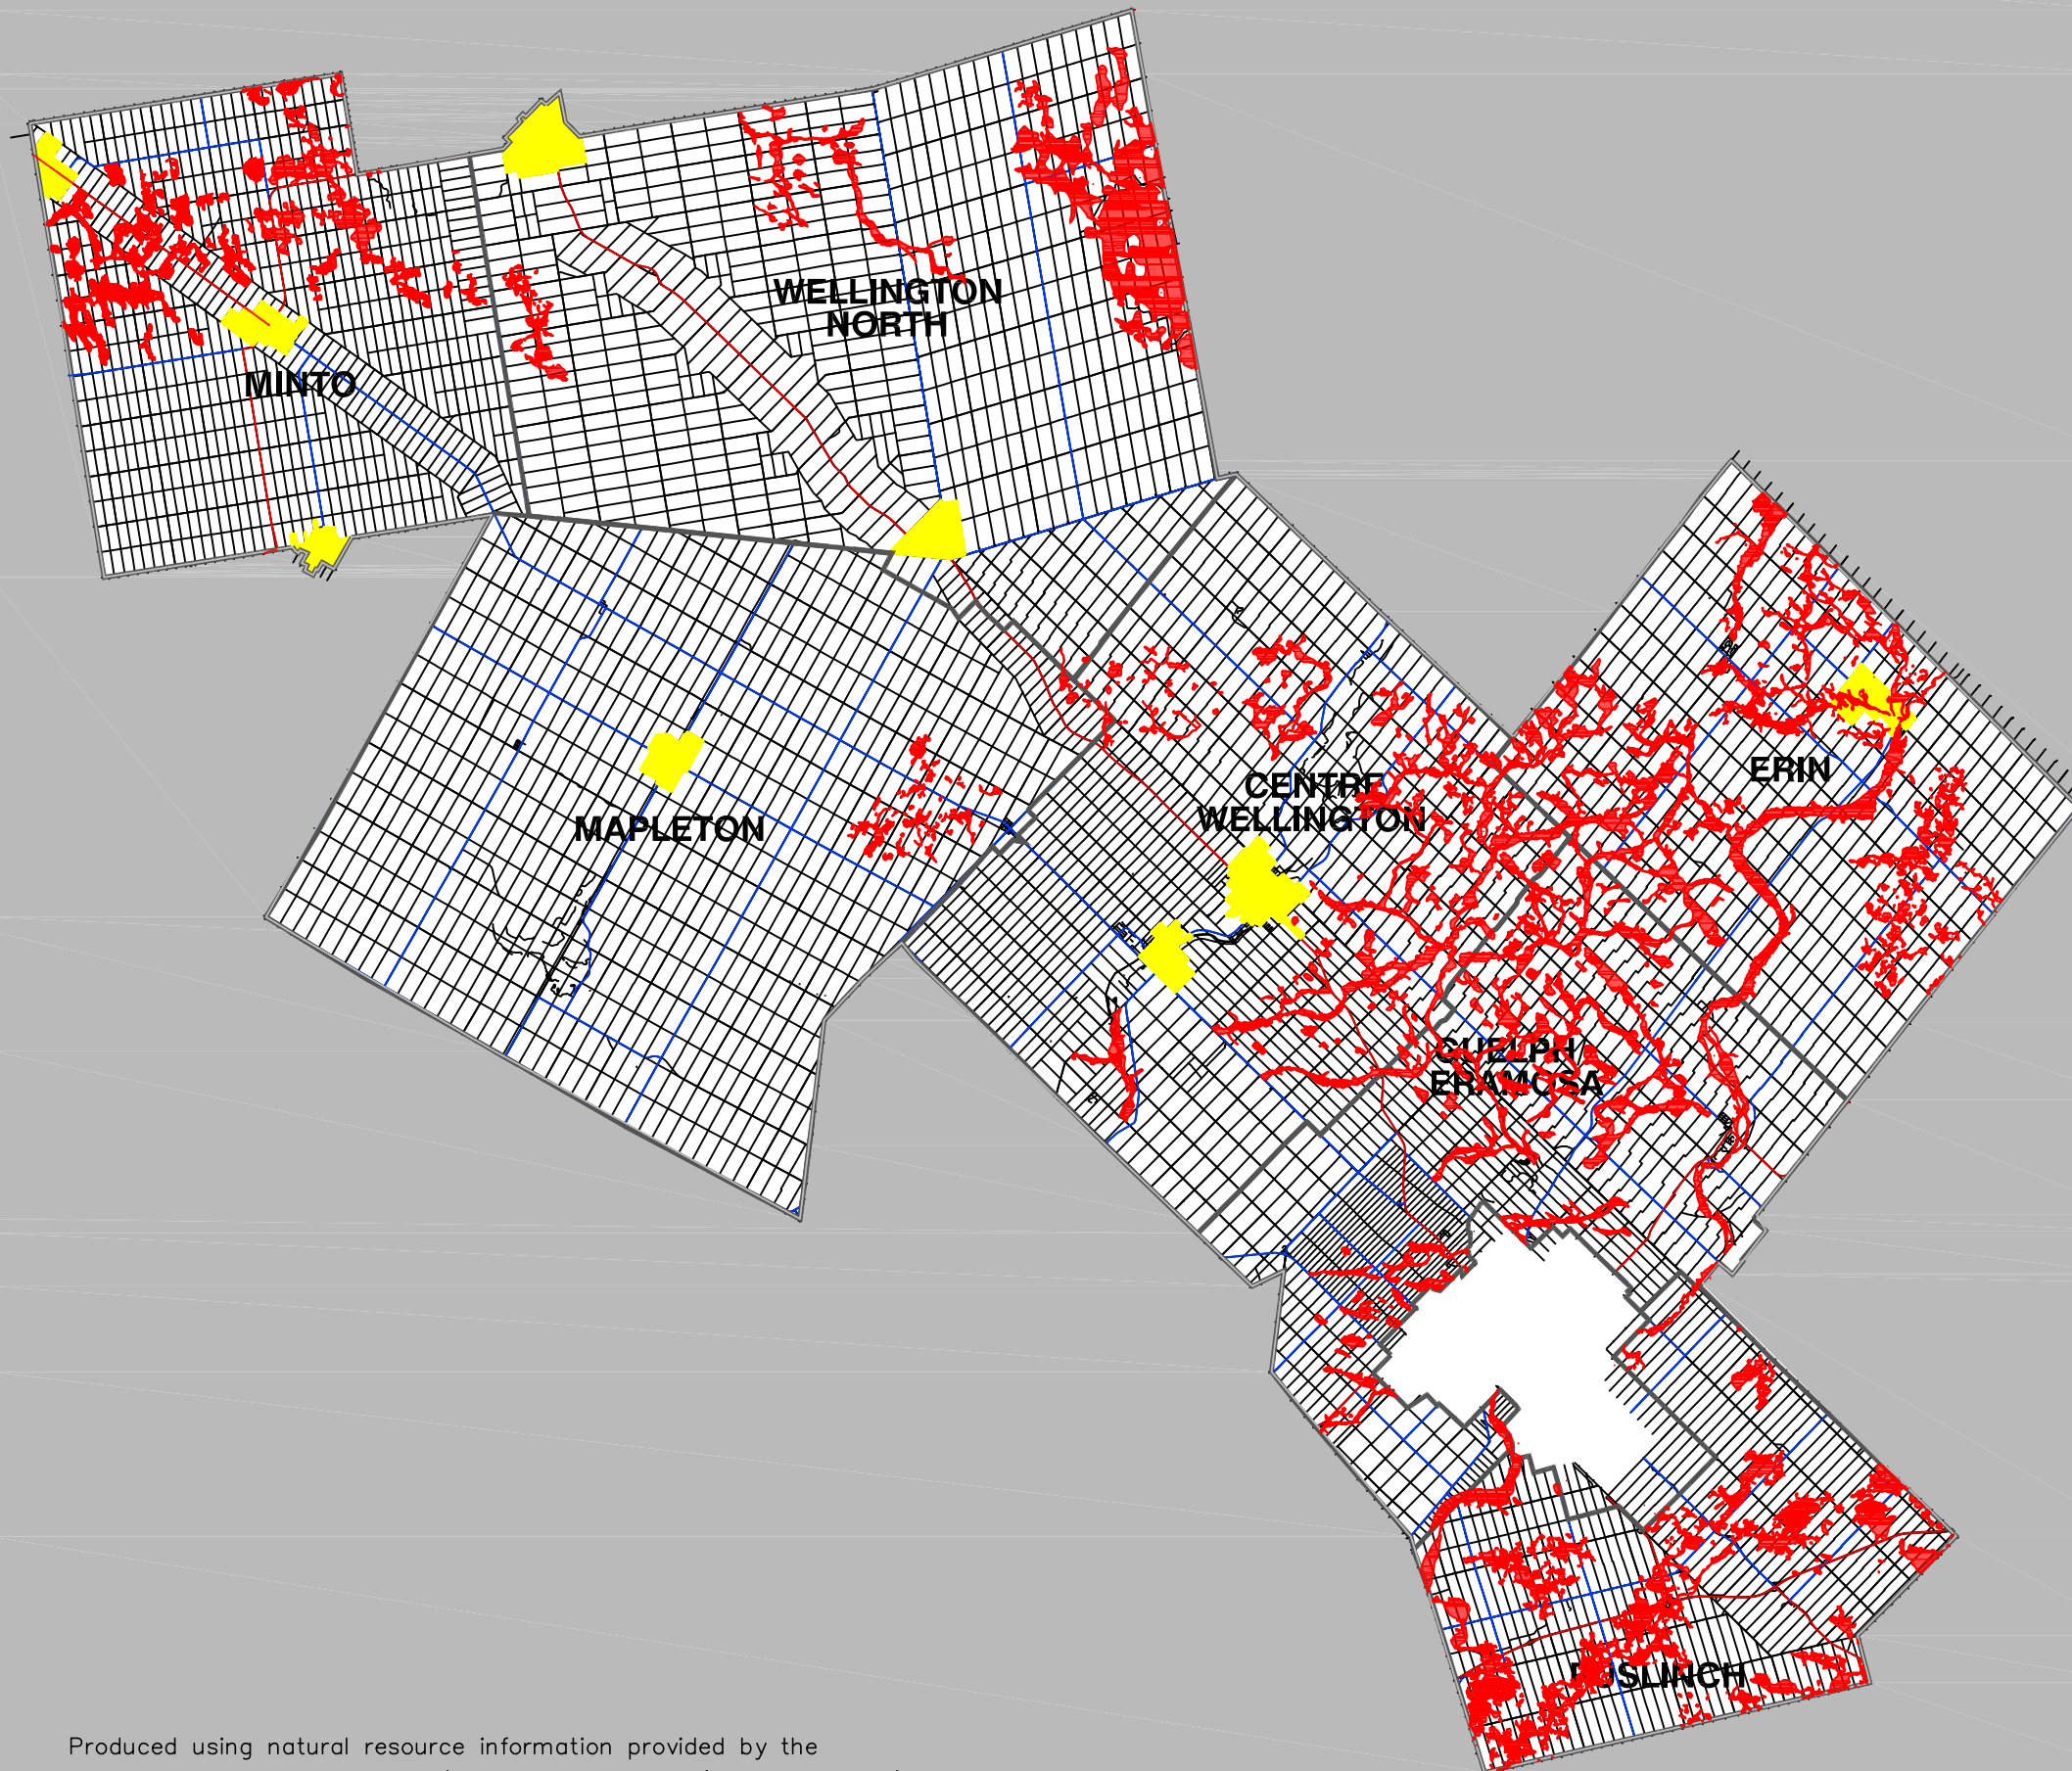 WELLINGTON
NORTH
MINTO
ERIN
CENTRE
WELLINGTON
MAPLETON
GUELPH/
ERAMOSA
PUSLINCH
Produced using natural resource information provided by the